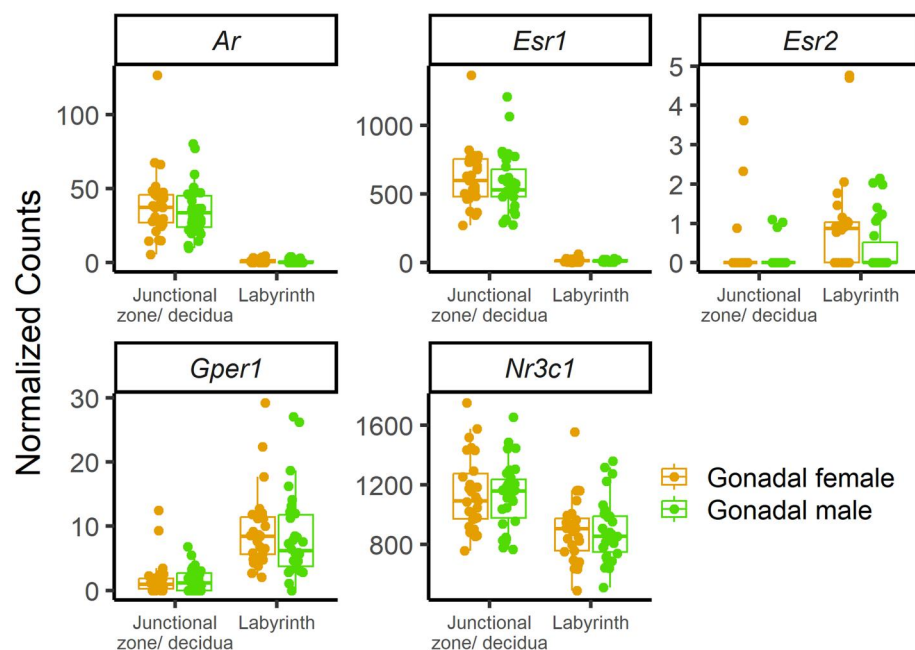 Normalized Counts
Ar
100
50
0
Junctional
zone/ decidua
Labyrinth
Esr1
1000
500
0
Junctional
zone/ decidua
Labyrinth
Esr2
5
4
3
2
1
0
Junctional
zone/ decidua
Labyrinth
Gper1
30
20
10
0
Junctional
zone/ decidua
Labyrinth
Nr3c1
1600
1200
800
Junctional
zone/ decidua
Labyrinth
Gonadal female
Gonadal male